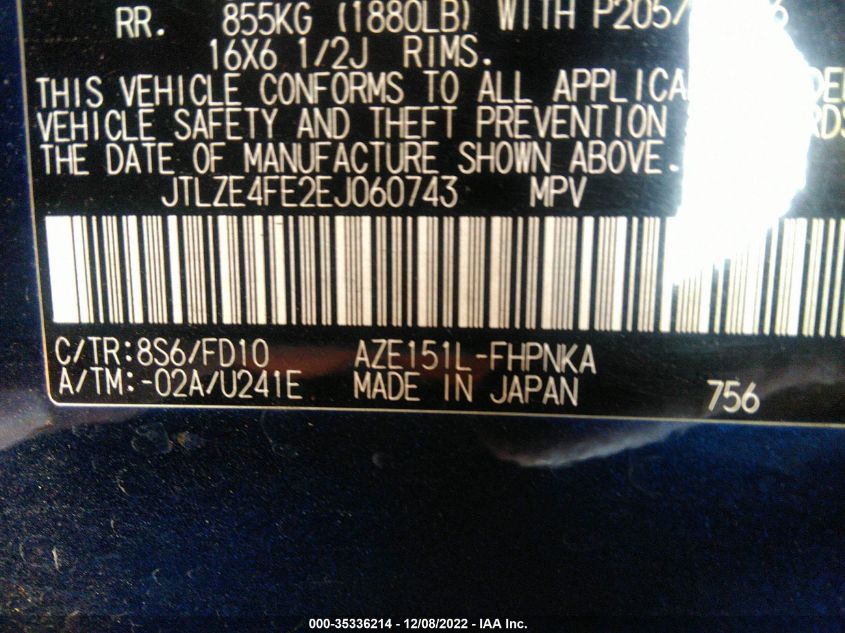 RR. 855KG (1880LB) WITH P205/
16X6 1/2J RIMS.
THIS VEHICLE CONFORMS TO ALL APPLICA
VEHICLE SAFETY AND THEFT PREVENTION
THE DATE OF MANUFACTURE SHOWN ABOVE.
JTLZE4FE2EJ060743 MPV
C/TR:8S6/FD10 AZE151L-FHPNKA
A/TM:-02A/U241E MADE IN JAPAN 756
000-35336214 - 12/08/2022 - IAA Inc.